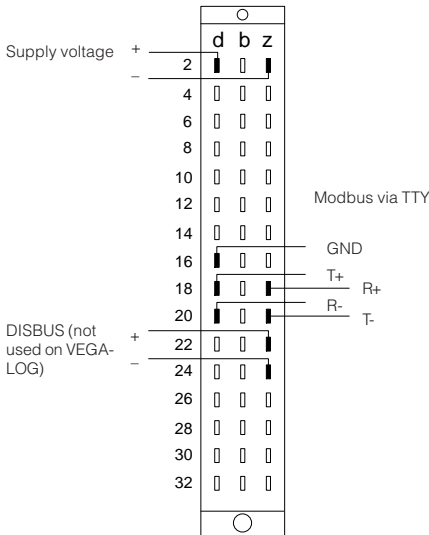 d b z
Supply voltage + 2
–
4
6
8
10
12
Modbus via TTY
14
GND
16
T+
18 R+
R-
20 T-
DISBUS (not +
used on VEGA- 22
LOG) – 24
26
28
30
32